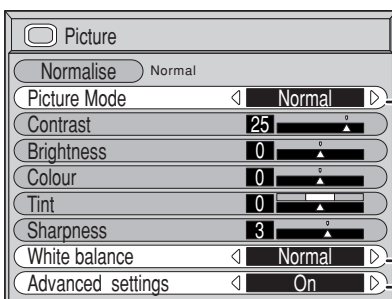 Picture
Normalise Normal
Picture Mode Normal
Contrast 25
Brightness 0
Colour 0
Tint 0
Sharpness 3
White balance Normal
Advanced settings On